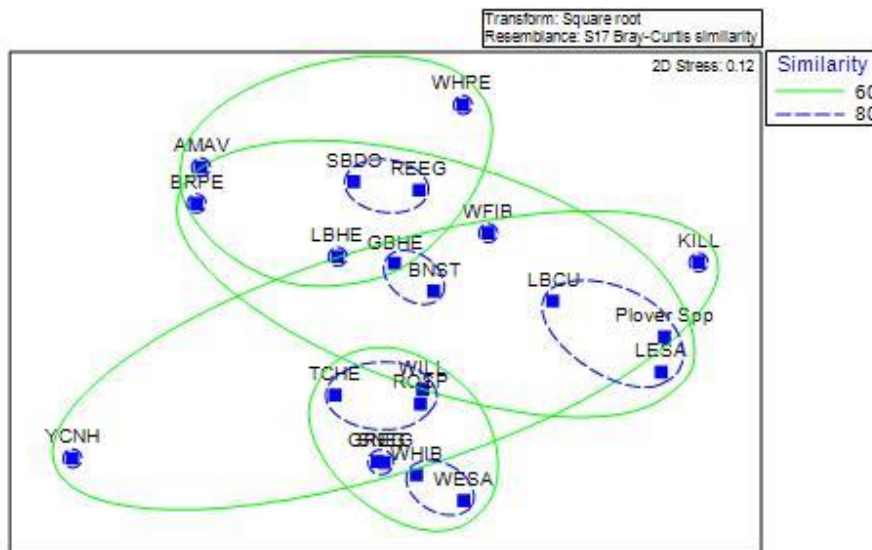 Transform: Square root
Resemblance: S17 Bray-Curtis similarity
2D Stress: 0.12
Similarity
60
80
WHPE
AMAV
SBDO
REEG
BRPE
WFIB
LBHE
GBHE
KILL
BNST
LBCU
Plover Spp
LESA
WILL
TCHE
ROSP
YCNH
WHIB
WESA